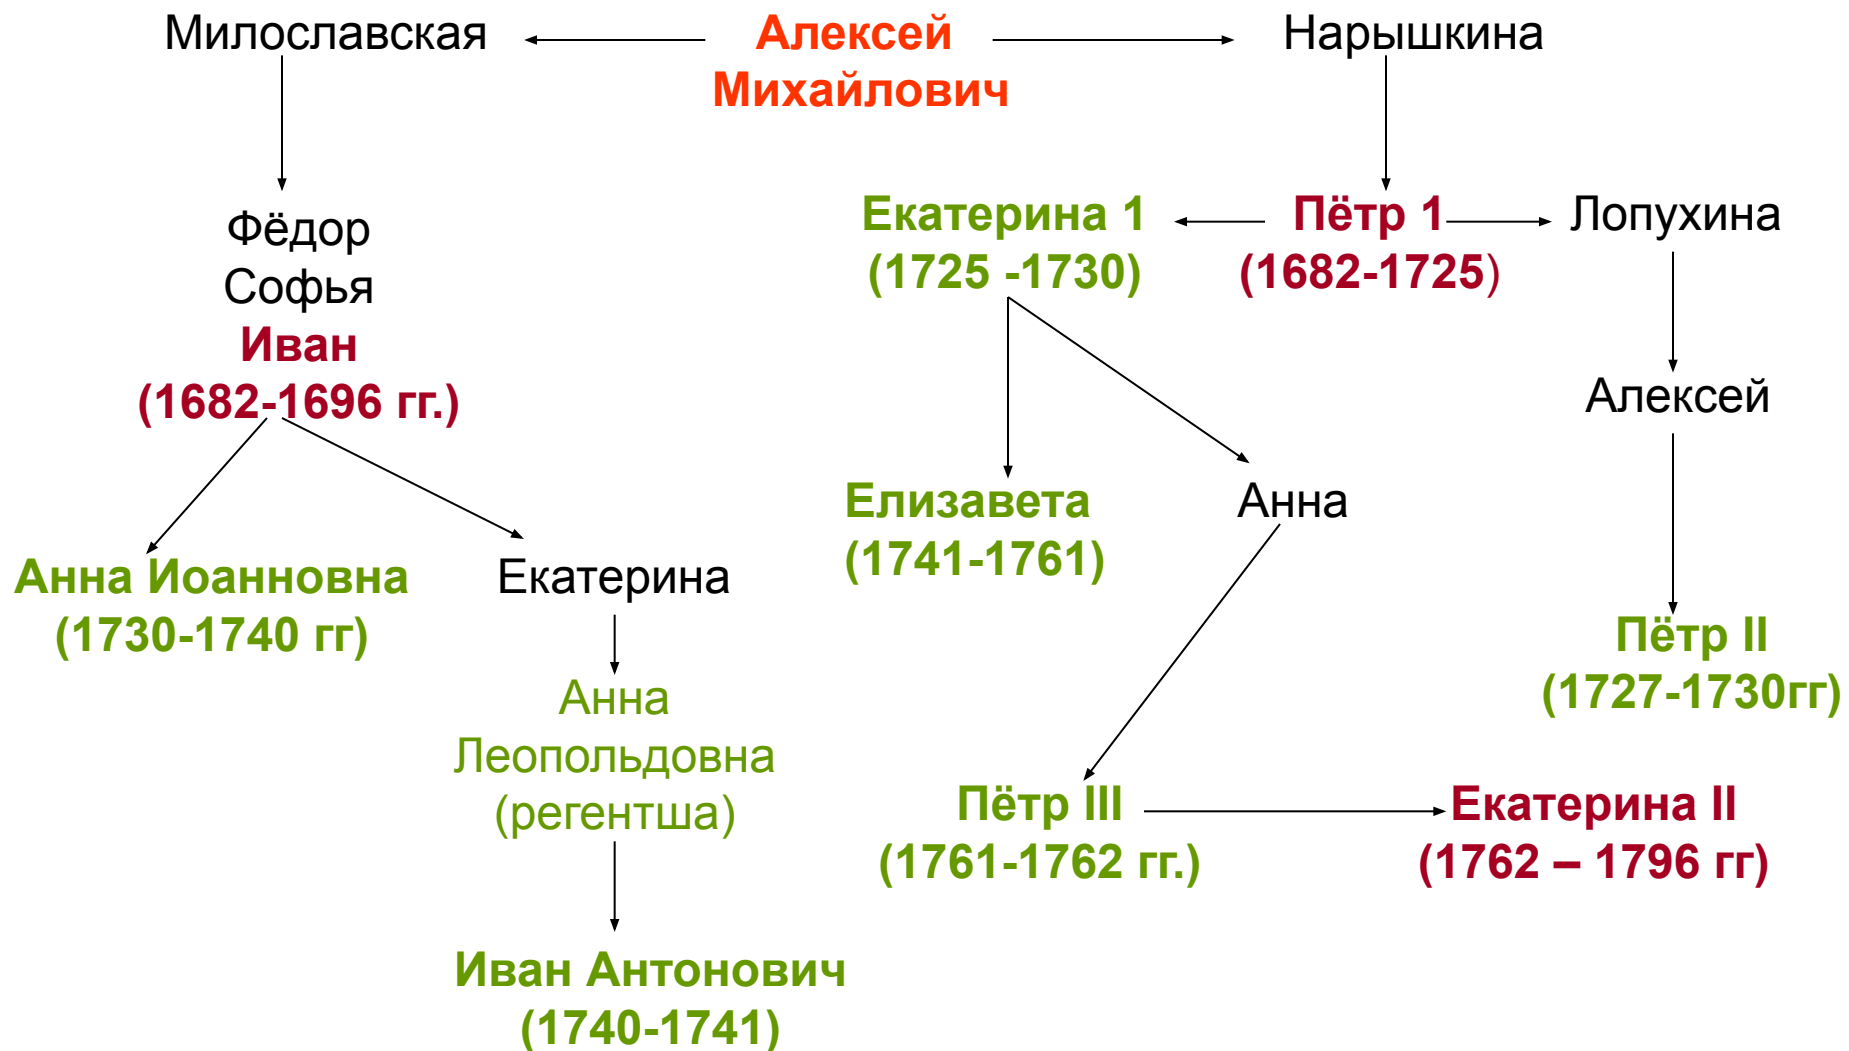 Милославская
Алексей
Михайлович
Нарышкина
Фёдор
Софья
Иван
(1682-1696 гг.)
Екатерина 1
(1725 -1730)
Пётр 1
(1682-1725)
Лопухина
Алексей
Елизавета
(1741-1761)
Анна
Анна Иоанновна
(1730-1740 гг)
Екатерина
Пётр II
(1727-1730гг)
Анна
Леопольдовна
(регентша)
Пётр III
(1761-1762 гг.)
Екатерина II
(1762 – 1796 гг)
Иван Антонович
(1740-1741)